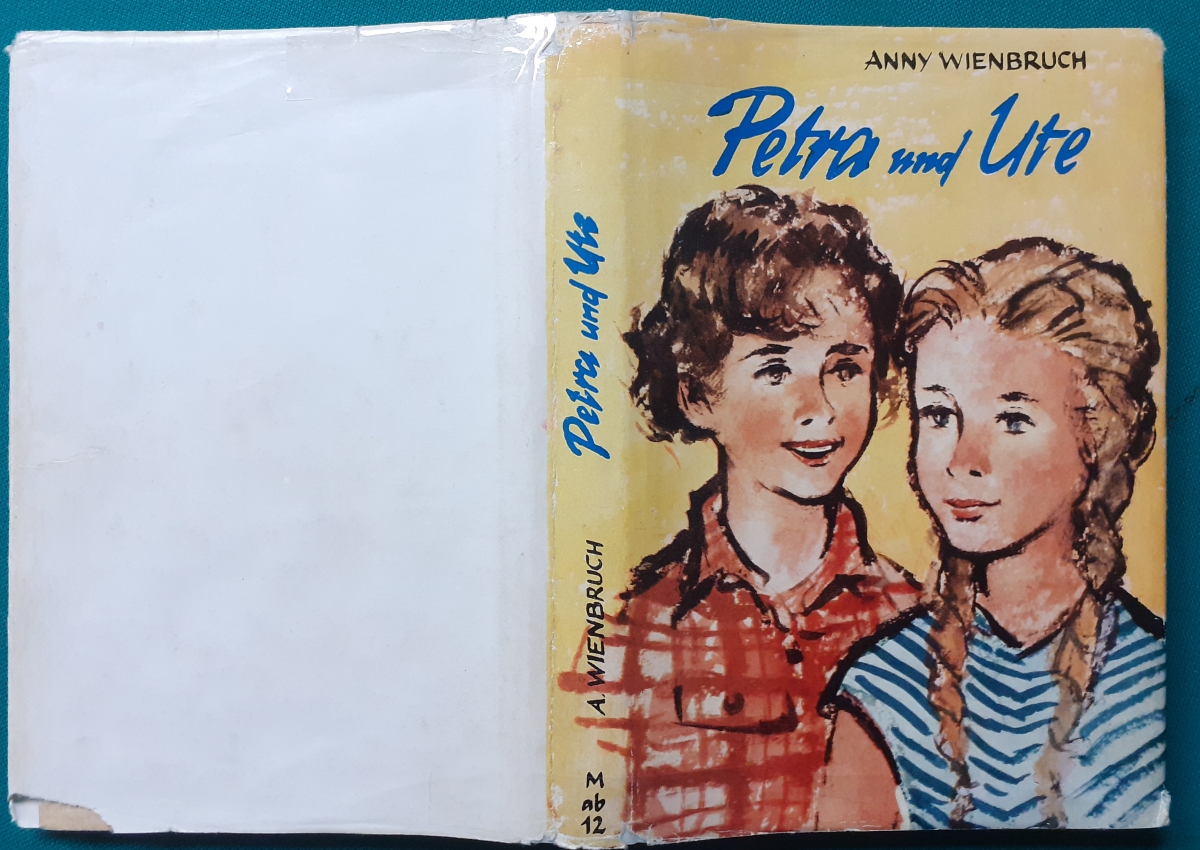 ANNY WIENBRUCH
Petra und Ute
Petra und Ute
A. WIENBRUCH
M
ab
12